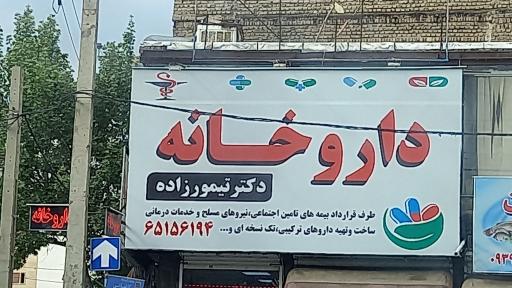 داروخانه
دکتر تیمورزاده
طرف قرارداد بیمه های تامین اجتماعی،نیروهای مسلح و خدمات درمانی
ساخت وتهیه داروهای ترکیبی،تک نسخه ای و...
۶۵۱۵۶۱۹۴
داروخانه
۰۹۳۹